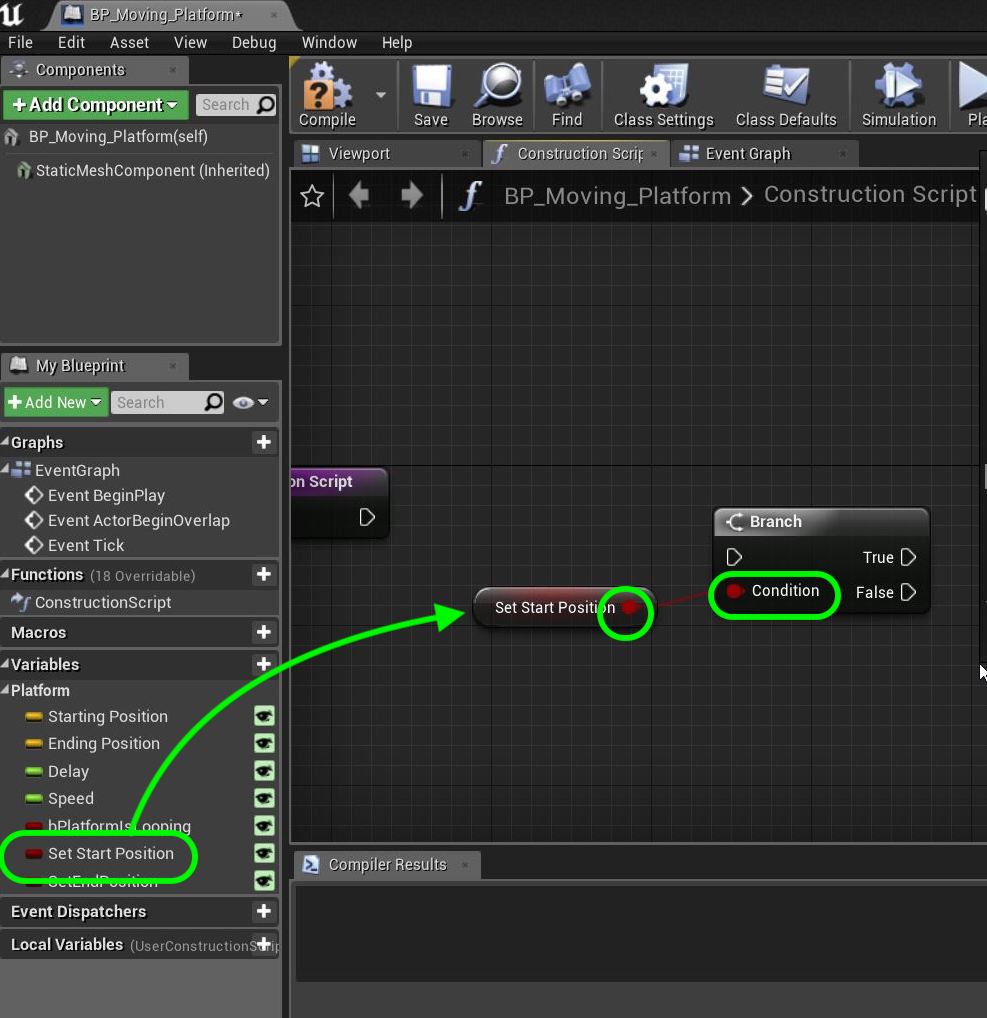 BP_Moving_Platform*
File Edit Asset View Debug Window Help
Components
+Add Component Search
BP_Moving_Platform(self)
StaticMeshComponent (Inherited)
Compile Save Browse Find Class Settings Class Defaults Simulation
Viewport Construction Scrip Event Graph
BP_Moving_Platform > Construction Script
My Blueprint
+Add New Search
Graphs
EventGraph
Event BeginPlay
Event ActorBeginOverlap
Event Tick
Functions (18 Overridable)
ConstructionScript
Macros
Variables
Platform
Starting Position
Ending Position
Delay
Speed
bPlatformIsLooping
Set Start Position
SetEndPosition
Event Dispatchers
Local Variables (UserConstructionScrip
on Script
Branch
True
Set Start Position
Condition False
Compiler Results